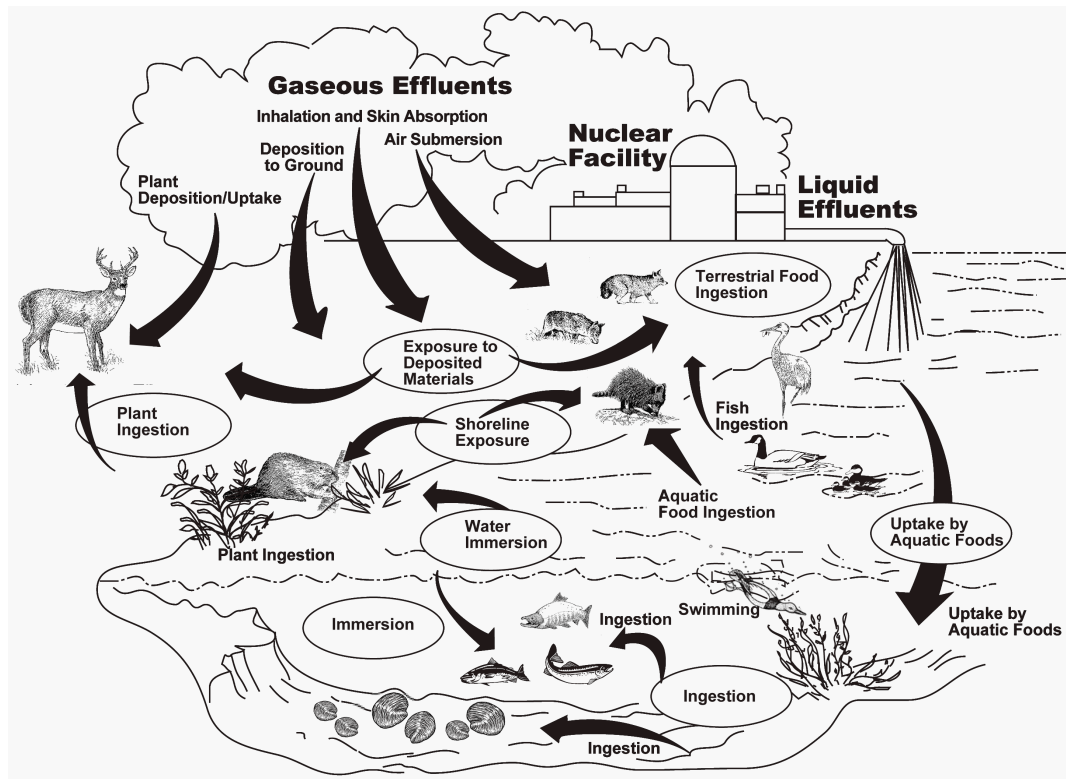 Gaseous Effluents
Inhalation and Skin Absorption
Air Submersion
Deposition
to Ground
Plant
Deposition/Uptake
Nuclear
Facility
Liquid
Effluents
Terrestrial Food
Ingestion
Exposure to
Deposited
Materials
Plant
Ingestion
Shoreline
Exposure
Fish
Ingestion
Aquatic
Food Ingestion
Water
Immersion
Uptake by
Aquatic Foods
Plant Ingestion
Immersion
Ingestion
Swimming
Uptake by
Aquatic Foods
Ingestion
Ingestion